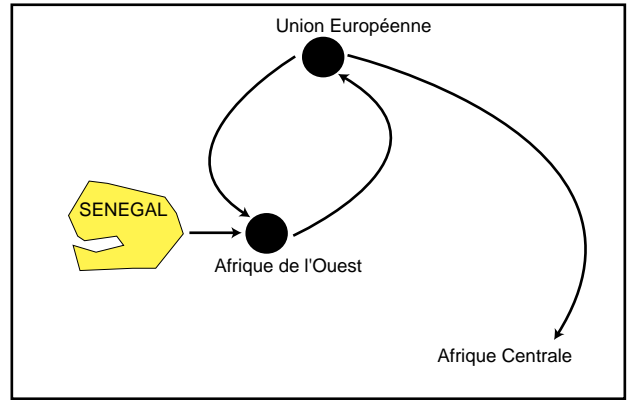 Union Européenne
SENEGAL
Afrique de l'Ouest
Afrique Centrale